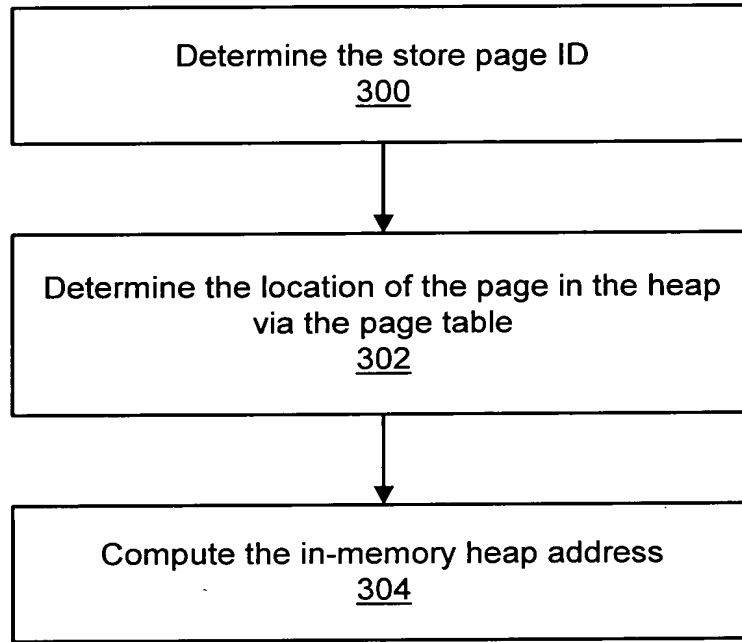 Determine the store page ID
300
Determine the location of the page in the heap
via the page table
302
Compute the in-memory heap address
304